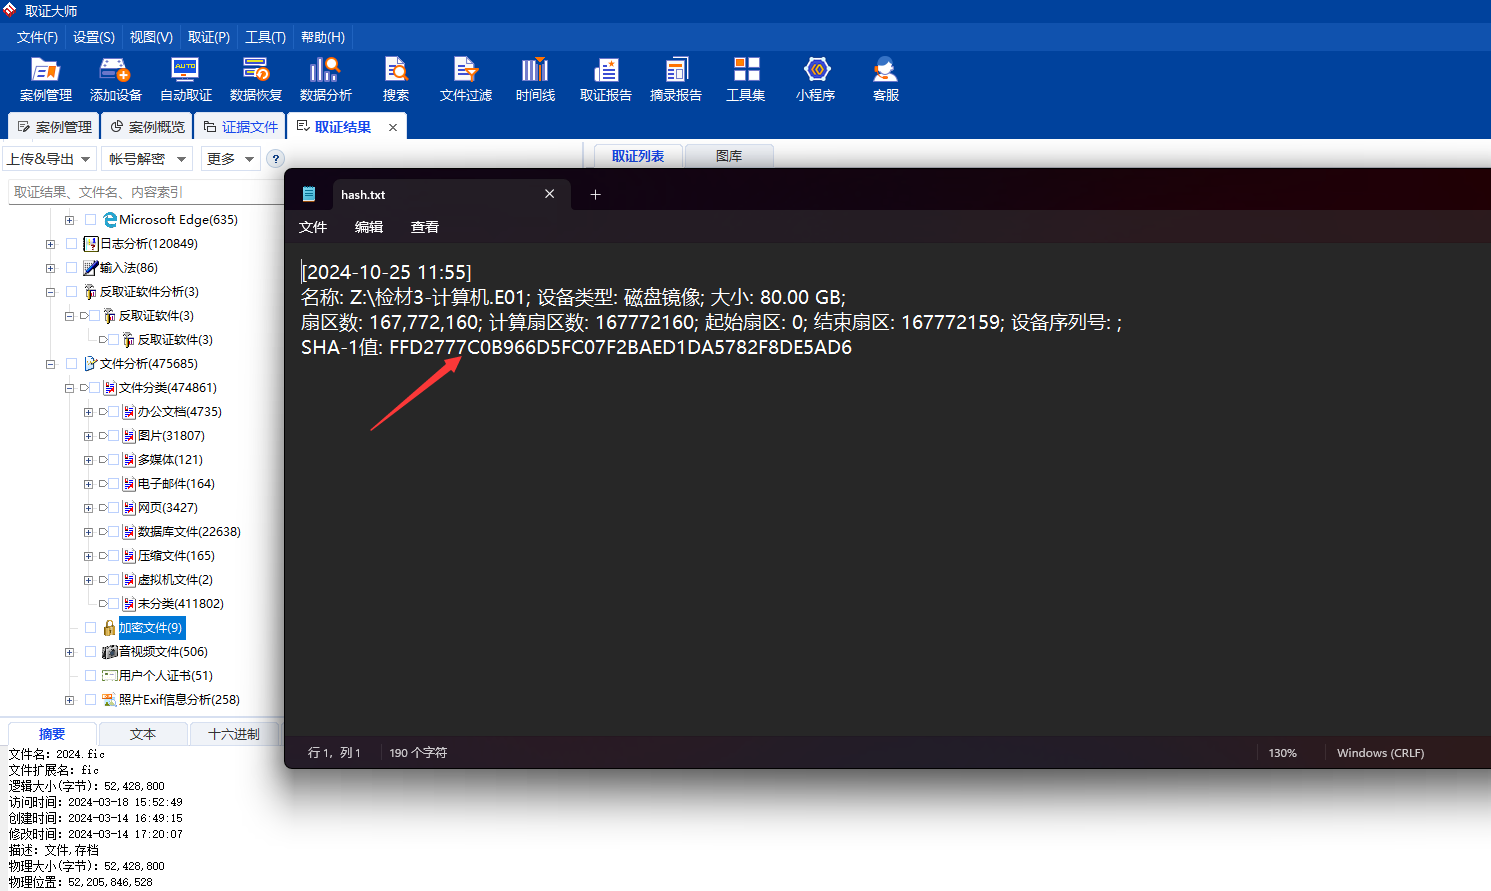 取证大师
文件(F) 设置(S) 视图(V) 取证(P) 工具(T) 帮助(H)
案例管理 添加设备 自动取证 数据恢复 数据分析 搜索 文件过滤 时间线 取证报告 摘录报告 工具集 小程序 客服
案例管理 案例概览 证据文件 取证结果
上传&导出 帐号解密 更多 ?
取证列表 图库
取证结果、文件名、内容索引
Microsoft Edge(635)
日志分析(120849)
输入法(86)
反取证软件分析(3)
反取证软件(3)
反取证软件(3)
文件分析(475685)
文件分类(474861)
办公文档(4735)
图片(31807)
多媒体(121)
电子邮件(164)
网页(3427)
数据库文件(22638)
压缩文件(165)
虚拟机文件(2)
未分类(411802)
加密文件(9)
音视频文件(506)
用户个人证书(51)
照片Exif信息分析(258)
摘要 文本 十六进制
文件名: 2024.fic
文件扩展名: fic
逻辑大小(字节): 52,428,800
访问时间: 2024-03-18 15:52:49
创建时间: 2024-03-14 16:49:15
修改时间: 2024-03-14 17:20:07
描述: 文件,存档
物理大小(字节): 52,428,800
物理位置: 52,205,846,528
hash.txt
文件 编辑 查看
[2024-10-25 11:55]
名称: Z:\检材3-计算机.E01; 设备类型: 磁盘镜像; 大小: 80.00 GB;
扇区数: 167,772,160; 计算扇区数: 167772160; 起始扇区: 0; 结束扇区: 167772159; 设备序列号: ;
SHA-1值: FFD2777C0B966D5FC07F2BAED1DA5782F8DE5AD6
行 1, 列 1 190 个字符 130% Windows (CRLF)